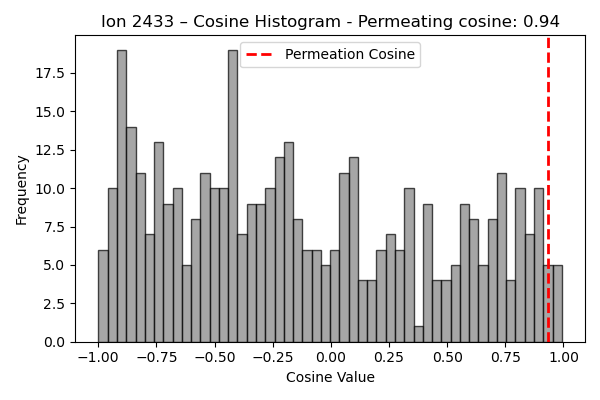 Ion 2433 – Cosine Histogram - Permeating cosine: 0.94
Permeation Cosine
17.5
15.0
12.5
10.0
7.5
5.0
2.5
0.0
Frequency
−1.00 −0.75 −0.50 −0.25 0.00 0.25 0.50 0.75 1.00
Cosine Value